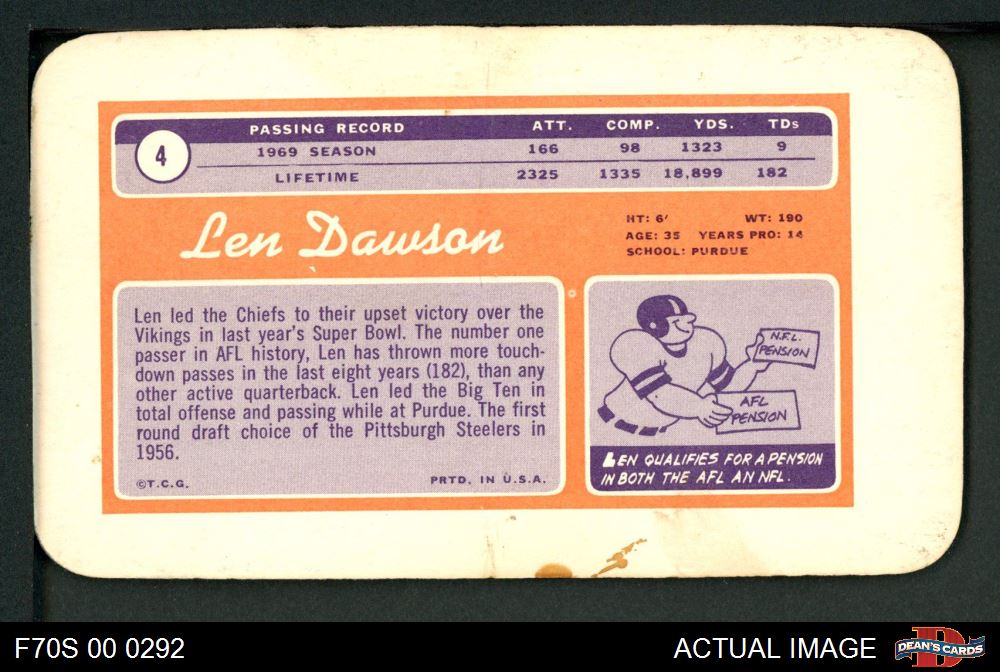 4
PASSING RECORD ATT. COMP. YDS. TDs
1969 SEASON 166 98 1323 9
LIFETIME 2325 1335 18,899 182
Len Dawson
HT: 6' WT: 190
AGE: 35 YEARS PRO: 14
SCHOOL: PURDUE
Len led the Chiefs to their upset victory over the
Vikings in last year's Super Bowl. The number one
passer in AFL history, Len has thrown more touch-
down passes in the last eight years (182), than any
other active quarterback. Len led the Big Ten in
total offense and passing while at Purdue. The first
round draft choice of the Pittsburgh Steelers in
1956.
©T.C.G. PRTD. IN U.S.A.
N.F.L.
PENSION
AFL
PENSION
LEN QUALIFIES FOR A PENSION
IN BOTH THE AFL AN NFL.
F70S 00 0292 ACTUAL IMAGE
D
DEAN'S CARDS